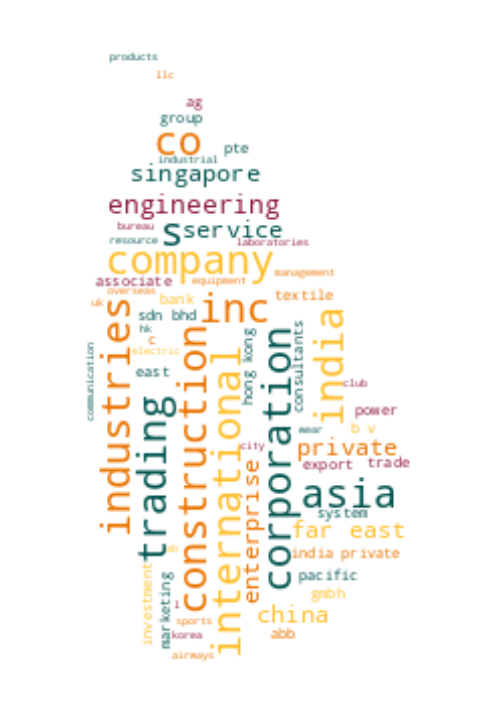 products
llc
ag
group
co
pte
industrial
singapore
engineering
bureau
s
service
resource
laboratories
company
management
associate
equipment
overseas
uk
bank
inc
textile
sdn bhd
hk
c
electric
east
communication
industries
trading
construction
international
hong kong
corporation
consultants
india
club
power
wear
b v
city
private
export
trade
enterprise
asia
system
far east
india private
pacific
investment
marketing
gmbh
l
china
sports
korea
abb
airways